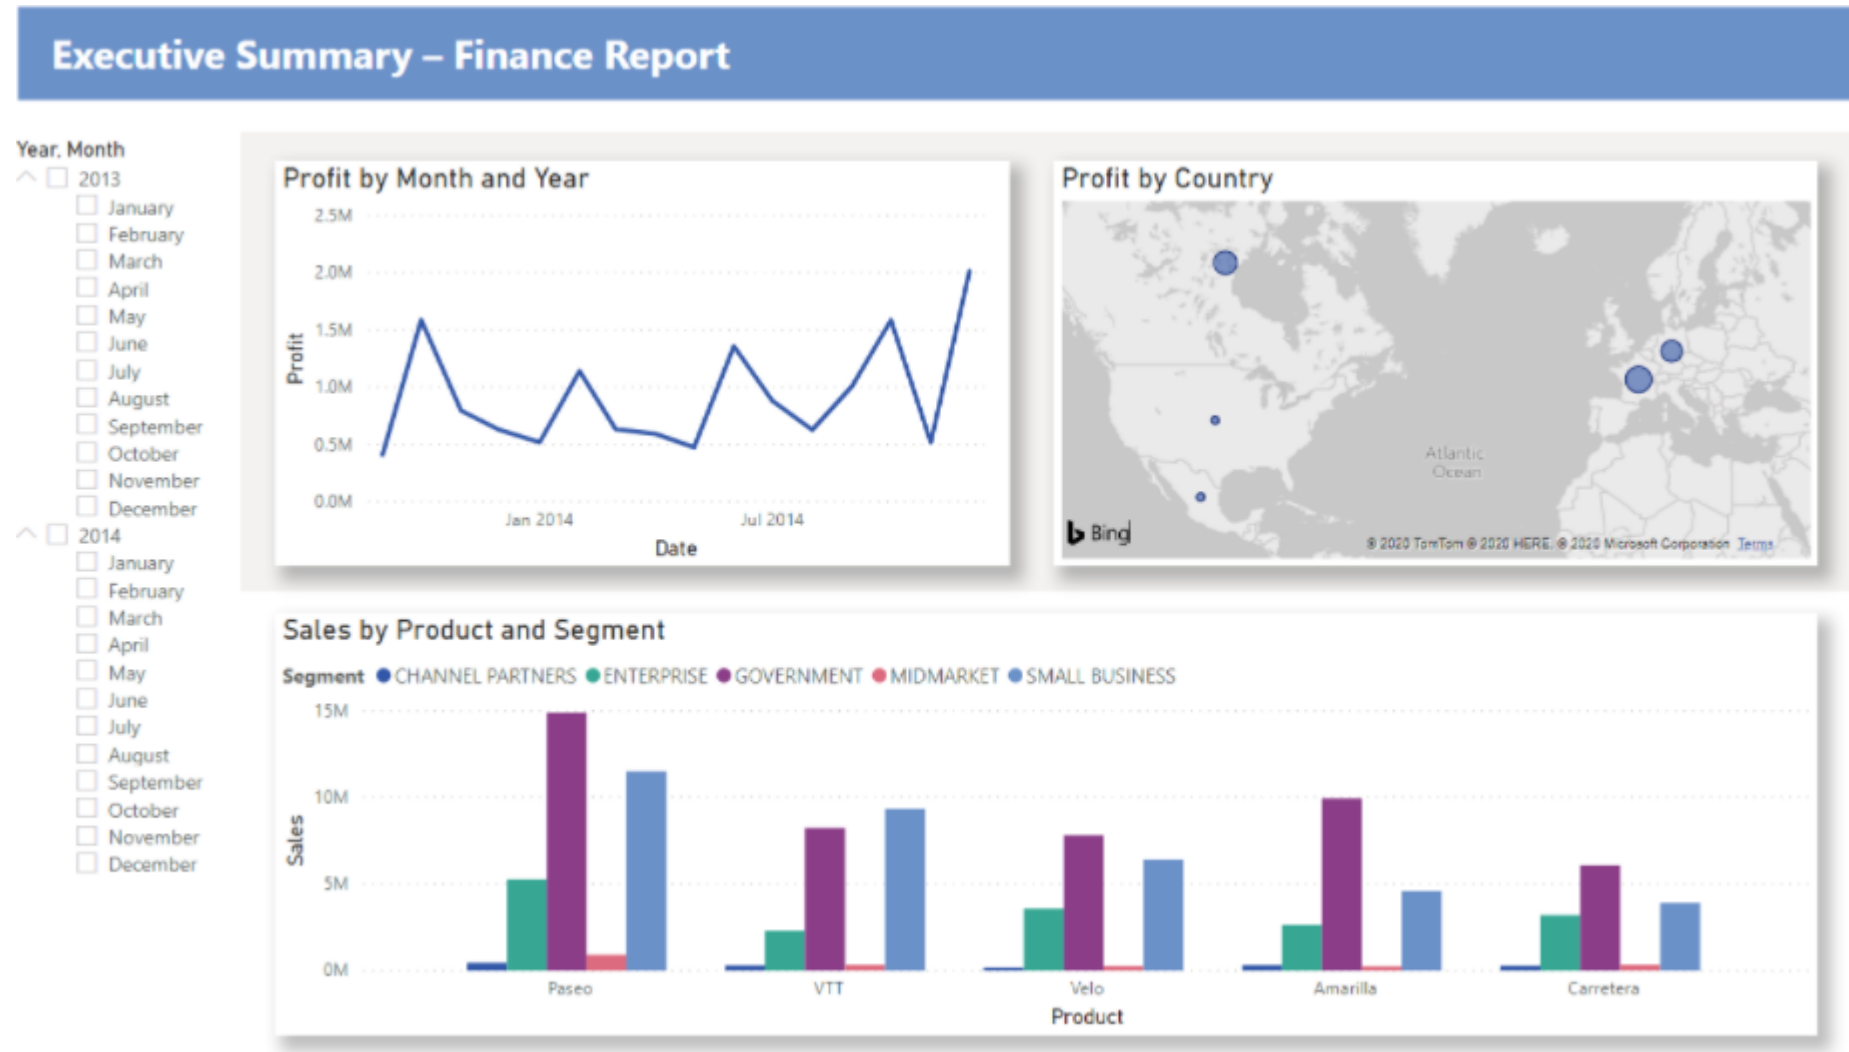 Executive Summary – Finance Report
Year, Month
2013
January
February
March
April
May
June
July
August
September
October
November
December
2014
January
February
March
April
May
June
July
August
September
October
November
December
Profit by Month and Year
2.5M
2.0M
1.5M
1.0M
0.5M
0.0M
Profit
Jan 2014 Jul 2014
Date
Profit by Country
Atlantic
Ocean
Bing
© 2020 TomTom © 2020 HERE, © 2020 Microsoft Corporation Terms
Sales by Product and Segment
Segment CHANNEL PARTNERS ENTERPRISE GOVERNMENT MIDMARKET SMALL BUSINESS
15M
10M
5M
0M
Sales
Paseo VTT Velo Amarilla Carretera
Product